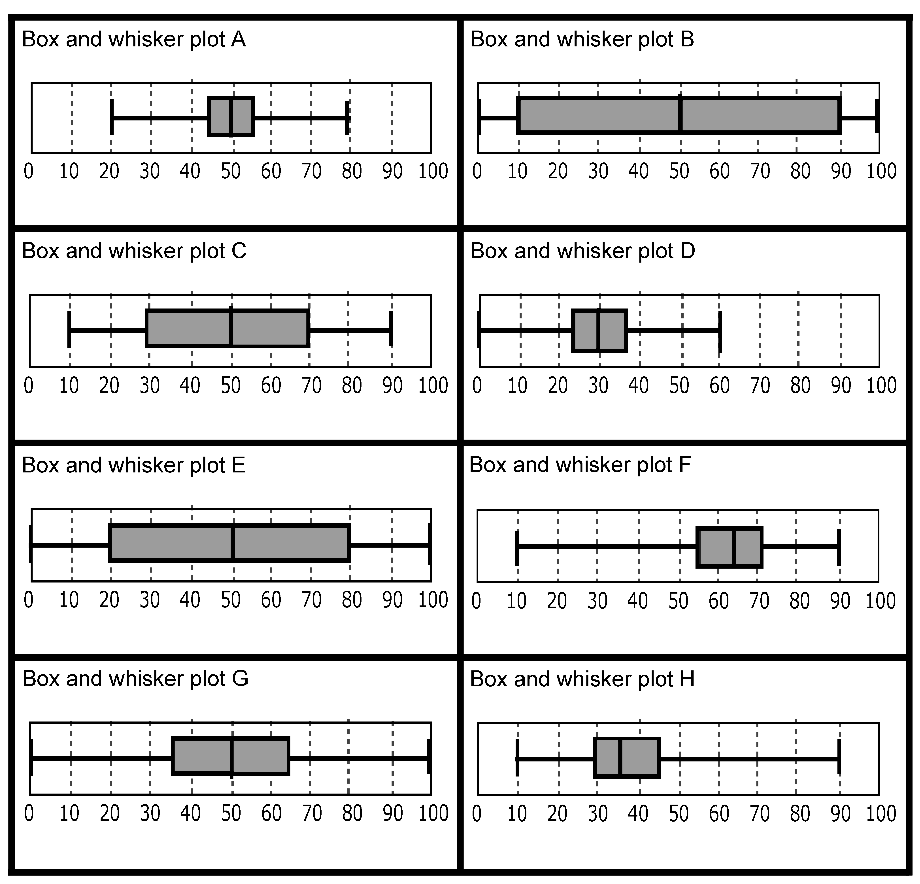 Box and whisker plot A
0 10 20 30 40 50 60 70 80 90 100
Box and whisker plot B
0 10 20 30 40 50 60 70 80 90 100
Box and whisker plot C
0 10 20 30 40 50 60 70 80 90 100
Box and whisker plot D
0 10 20 30 40 50 60 70 80 90 100
Box and whisker plot E
0 10 20 30 40 50 60 70 80 90 100
Box and whisker plot F
0 10 20 30 40 50 60 70 80 90 100
Box and whisker plot G
0 10 20 30 40 50 60 70 80 90 100
Box and whisker plot H
0 10 20 30 40 50 60 70 80 90 100